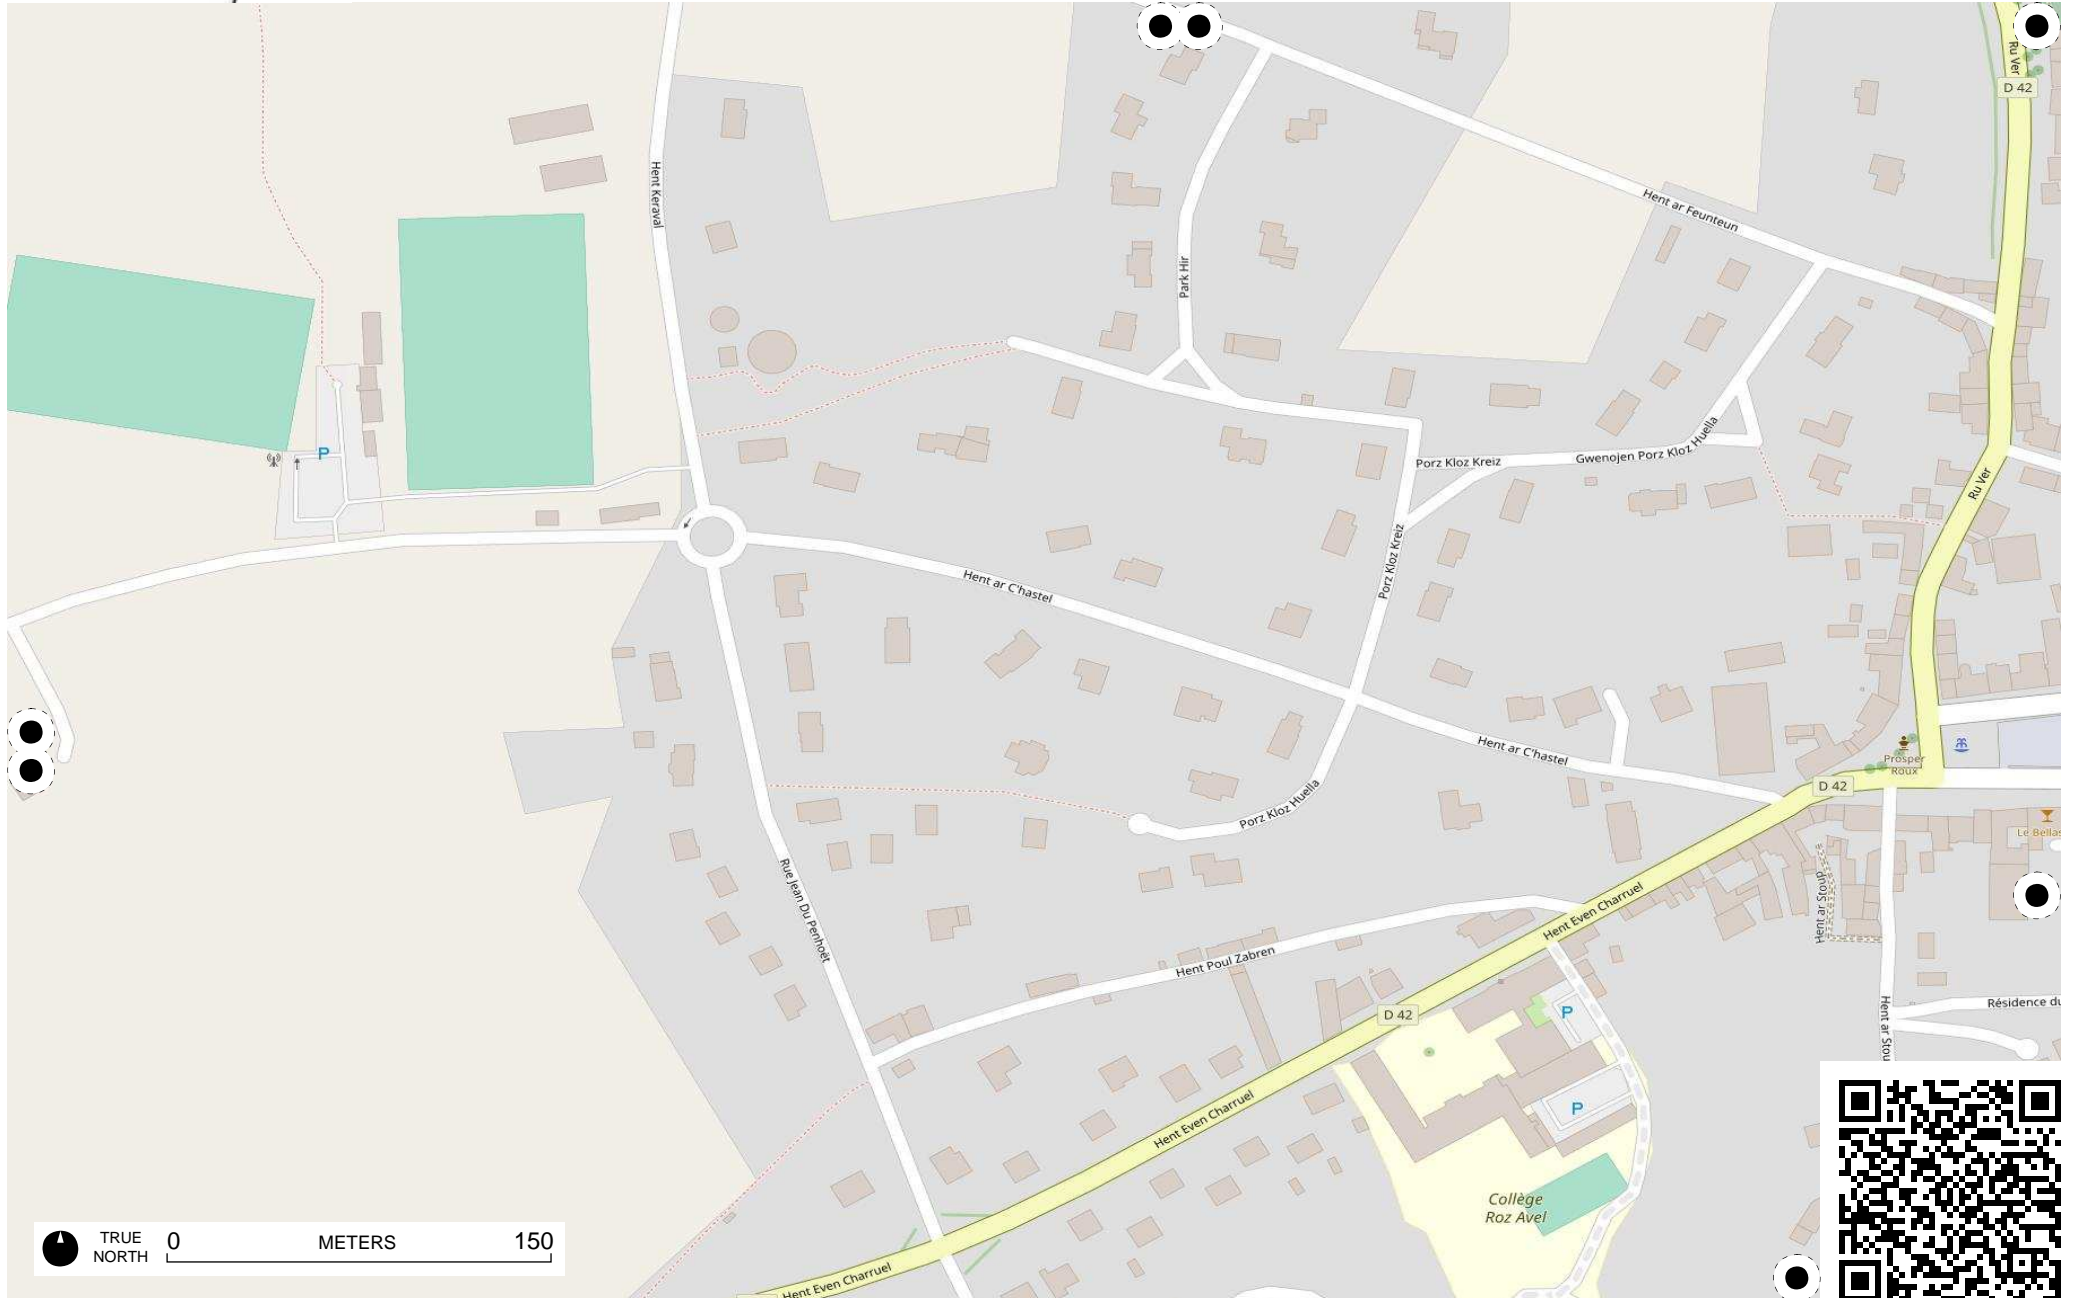 Ru Ver
D 42
Hent Keraval
Hent ar Feunteun
Park Hir
P
Porz Kloz Kreiz
Gwenojen Porz Kloz Huella
Ru Ver
Porz Kloz Kreiz
Hent ar C'hastel
Hent ar C'hastel
Prosper
Roux
D 42
Porz Kloz Huella
Le Bellas
Rue Jean Du Penhoët
Hent ar Stoup
Hent Even Charruel
Hent Poul Zabren
D 42
P
Résidence du
Hent ar Stou
P
Hent Even Charruel
Collège
Roz Avel
TRUE
NORTH
0 METERS 150
Hent Even Charruel